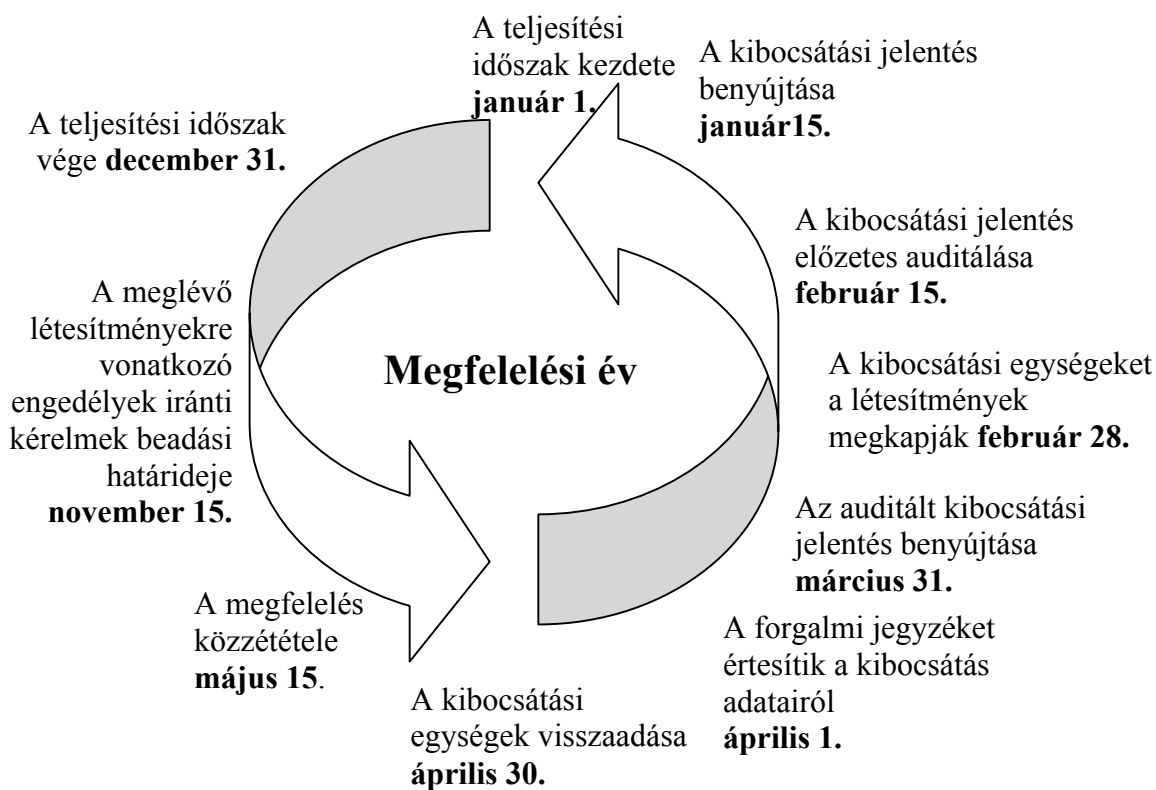 A teljesítési
időszak kezdete
január 1.
A kibocsátási jelentés
benyújtása
január15.
A kibocsátási jelentés
előzetes auditálása
február 15.
A kibocsátási egységeket
a létesítmények
megkapják február 28.
Az auditált kibocsátási
jelentés benyújtása
március 31.
A forgalmi jegyzéket
értesítik a kibocsátás
adatairól
április 1.
A kibocsátási
egységek visszaadása
április 30.
A megfelelés
közzététele
május 15.
A meglévő
létesítményekre
vonatkozó
engedélyek iránti
kérelmek beadási
határideje
november 15.
A teljesítési időszak
vége december 31.
Megfelelési év